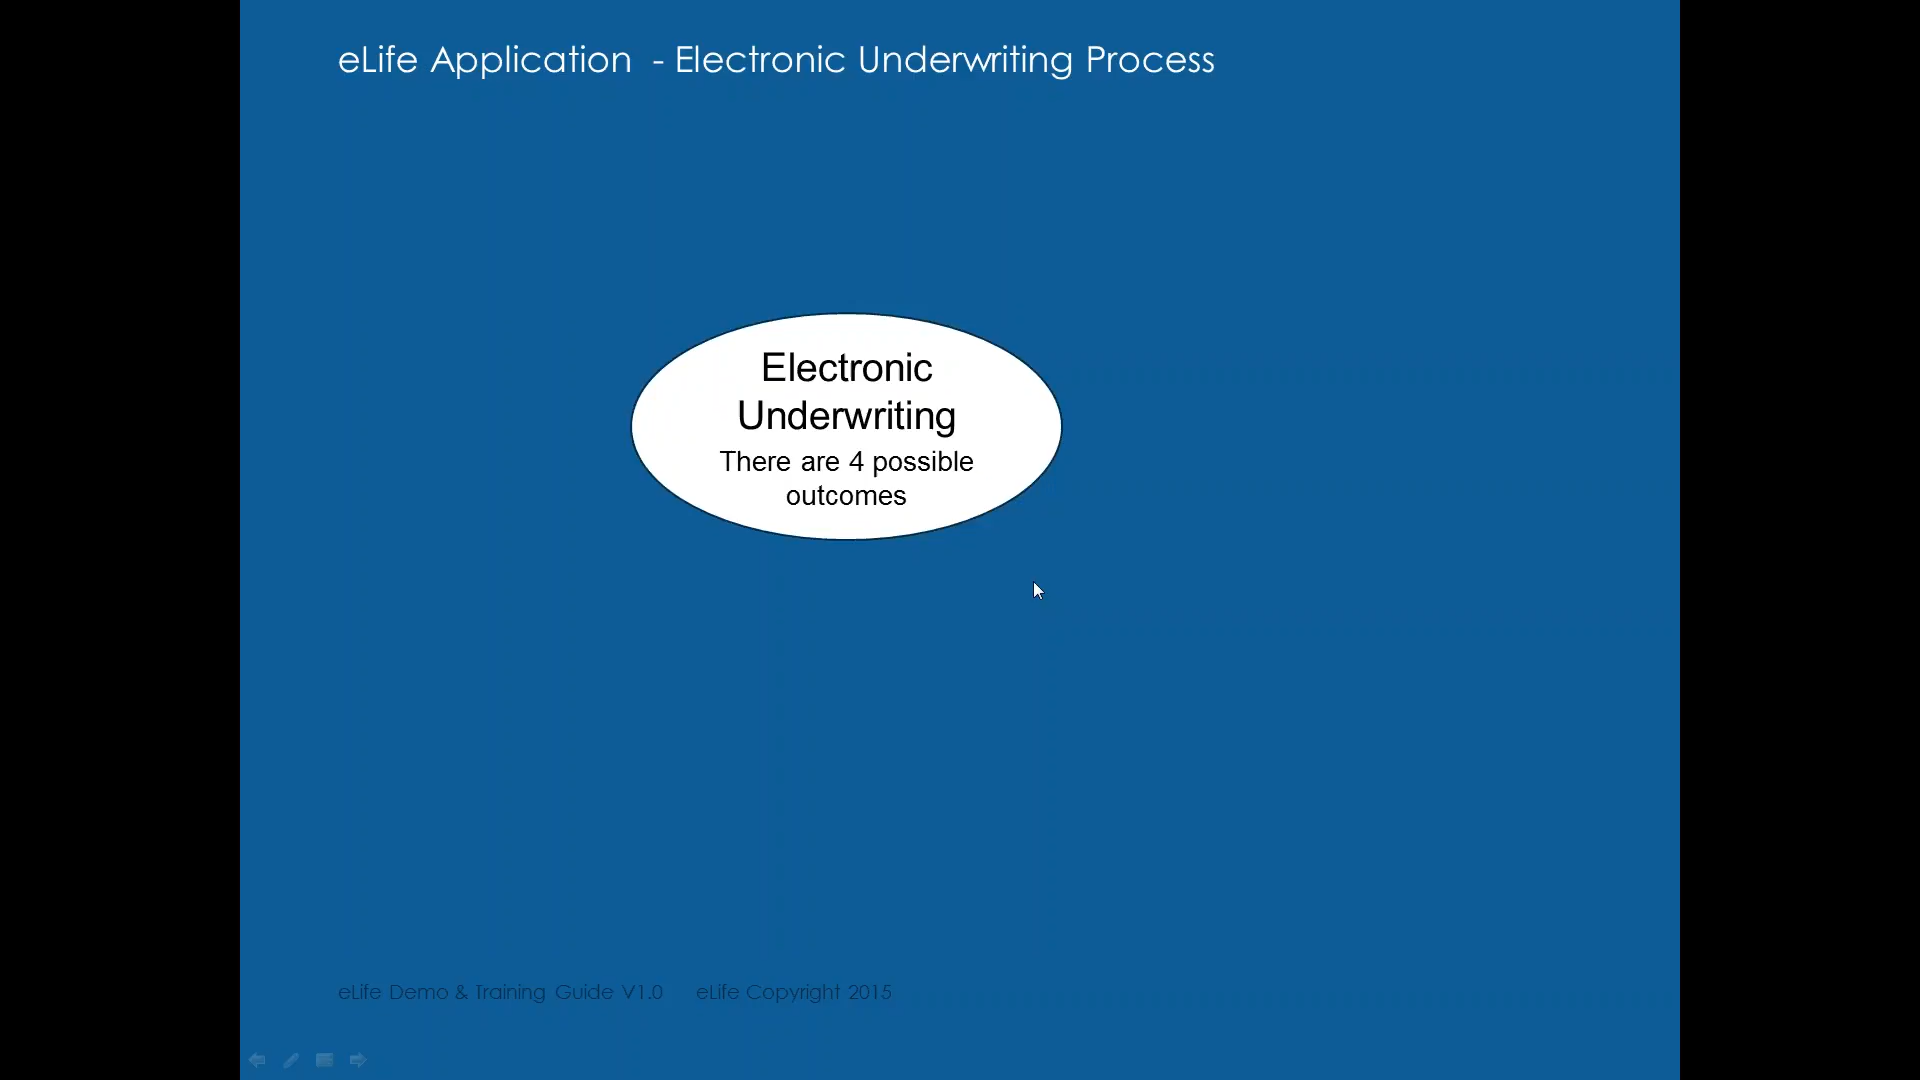 eLife Application - Electronic Underwriting Process
Electronic
Underwriting
There are 4 possible
outcomes
eLife Demo & Training Guide V1.0 eLife Copyright 2015